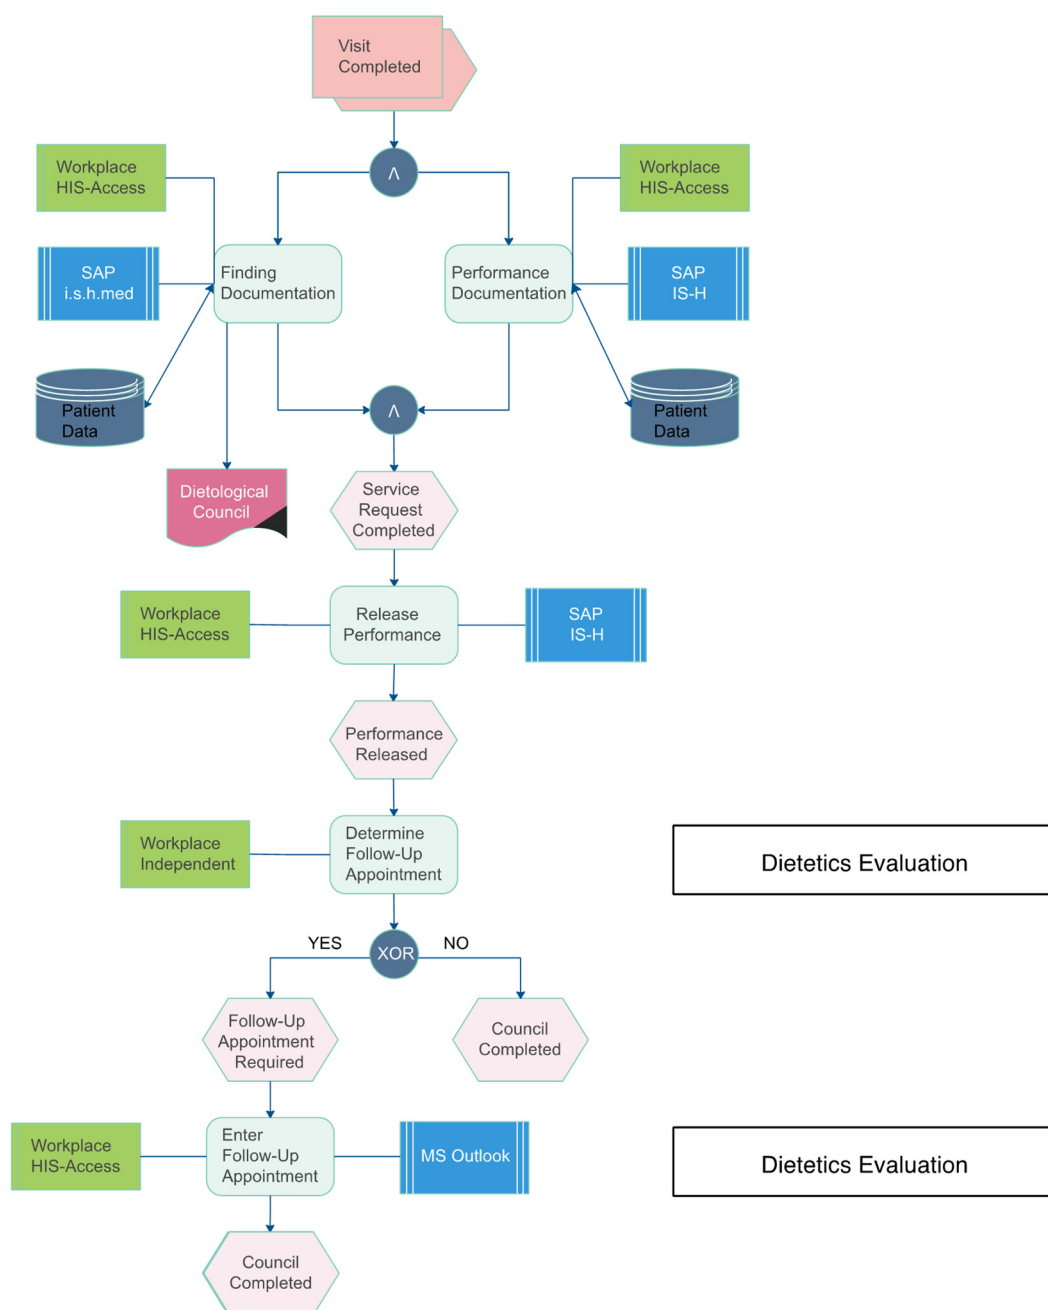 Visit
Completed
Λ
Workplace
HIS-Access
Workplace
HIS-Access
SAP
i.s.h.med
Finding
Documentation
Performance
Documentation
SAP
IS-H
Patient
Data
Λ
Patient
Data
Dietological
Council
Service
Request
Completed
Workplace
HIS-Access
Release
Performance
SAP
IS-H
Performance
Released
Workplace
Independent
Determine
Follow-Up
Appointment
Dietetics Evaluation
YES
XOR
NO
Follow-Up
Appointment
Required
Council
Completed
Workplace
HIS-Access
Enter
Follow-Up
Appointment
MS Outlook
Dietetics Evaluation
Council
Completed